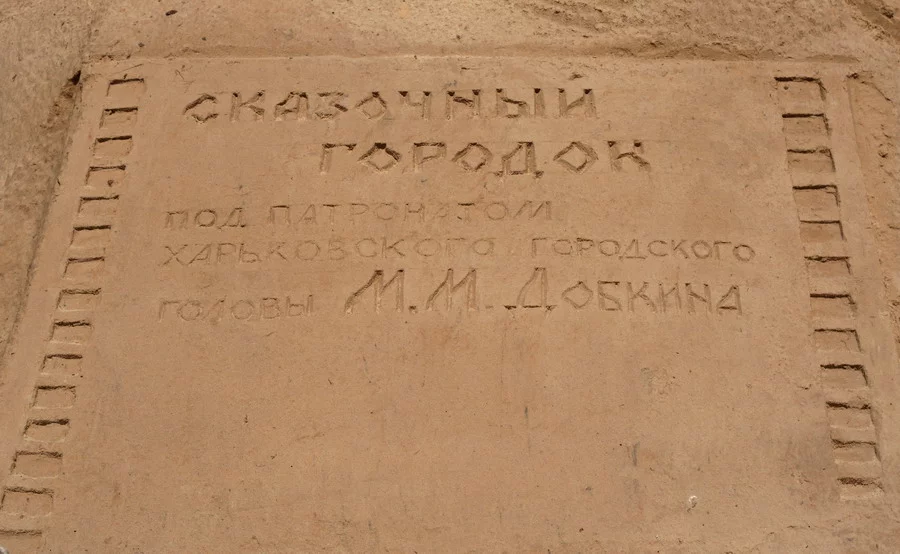 СКАЗОЧНЫЙ
ГОРОДОК
ПОД ПАТРОНАТОМ
ХАРЬКОВСКОГО ГОРОДСКОГО
ГОЛОВЫ М.М. ДОБКИНА